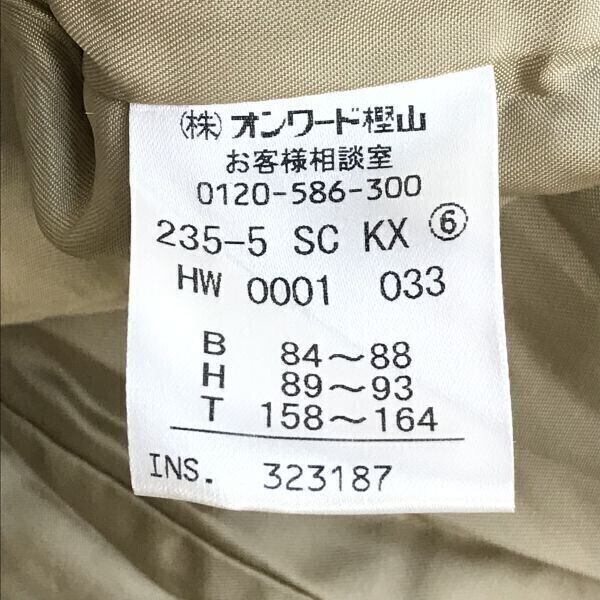 (株)オンワード樫山
お客様相談室
0120-586-300
235-5 SC KX ⑥
HW 0001 033
B 84～88
H 89～93
T 158～164
INS. 323187